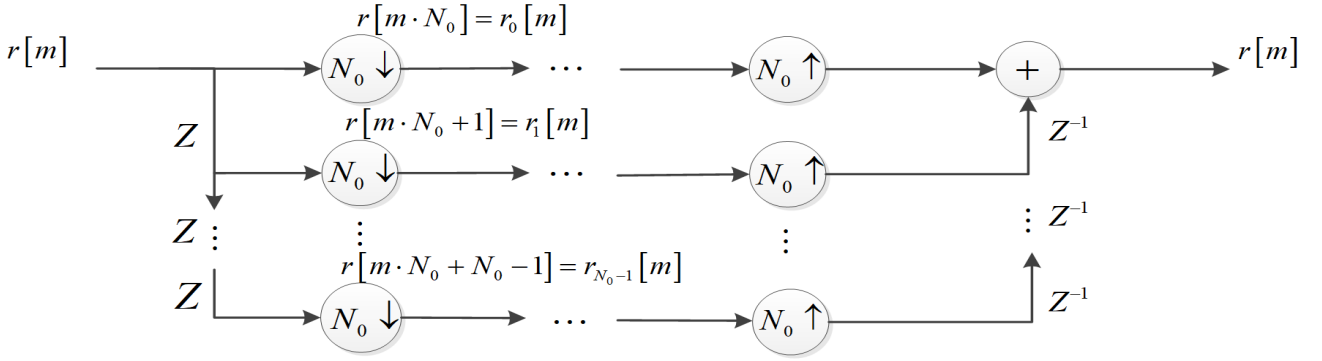 r[m·N₀]=r₀[m]
r[m] N₀ ↓ ··· N₀ ↑ + r[m]
r[m·N₀+1]=r₁[m]
Z Z⁻¹
N₀ ↓ ··· N₀ ↑
Z ⋮ ⋮ ⋮ ⋮ Z⁻¹
r[m·N₀+N₀−1]=r_{N₀−1}[m]
Z Z⁻¹
N₀ ↓ ··· N₀ ↑